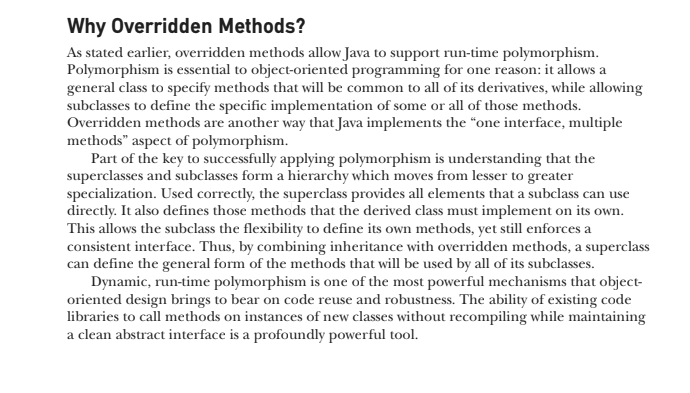 Why Overridden Methods?
As stated earlier, overridden methods allow Java to support run-time polymorphism.
Polymorphism is essential to object-oriented programming for one reason: it allows a
general class to specify methods that will be common to all of its derivatives, while allowing
subclasses to define the specific implementation of some or all of those methods.
Overridden methods are another way that Java implements the “one interface, multiple
methods” aspect of polymorphism.
Part of the key to successfully applying polymorphism is understanding that the
superclasses and subclasses form a hierarchy which moves from lesser to greater
specialization. Used correctly, the superclass provides all elements that a subclass can use
directly. It also defines those methods that the derived class must implement on its own.
This allows the subclass the flexibility to define its own methods, yet still enforces a
consistent interface. Thus, by combining inheritance with overridden methods, a superclass
can define the general form of the methods that will be used by all of its subclasses.
Dynamic, run-time polymorphism is one of the most powerful mechanisms that object-
oriented design brings to bear on code reuse and robustness. The ability of existing code
libraries to call methods on instances of new classes without recompiling while maintaining
a clean abstract interface is a profoundly powerful tool.